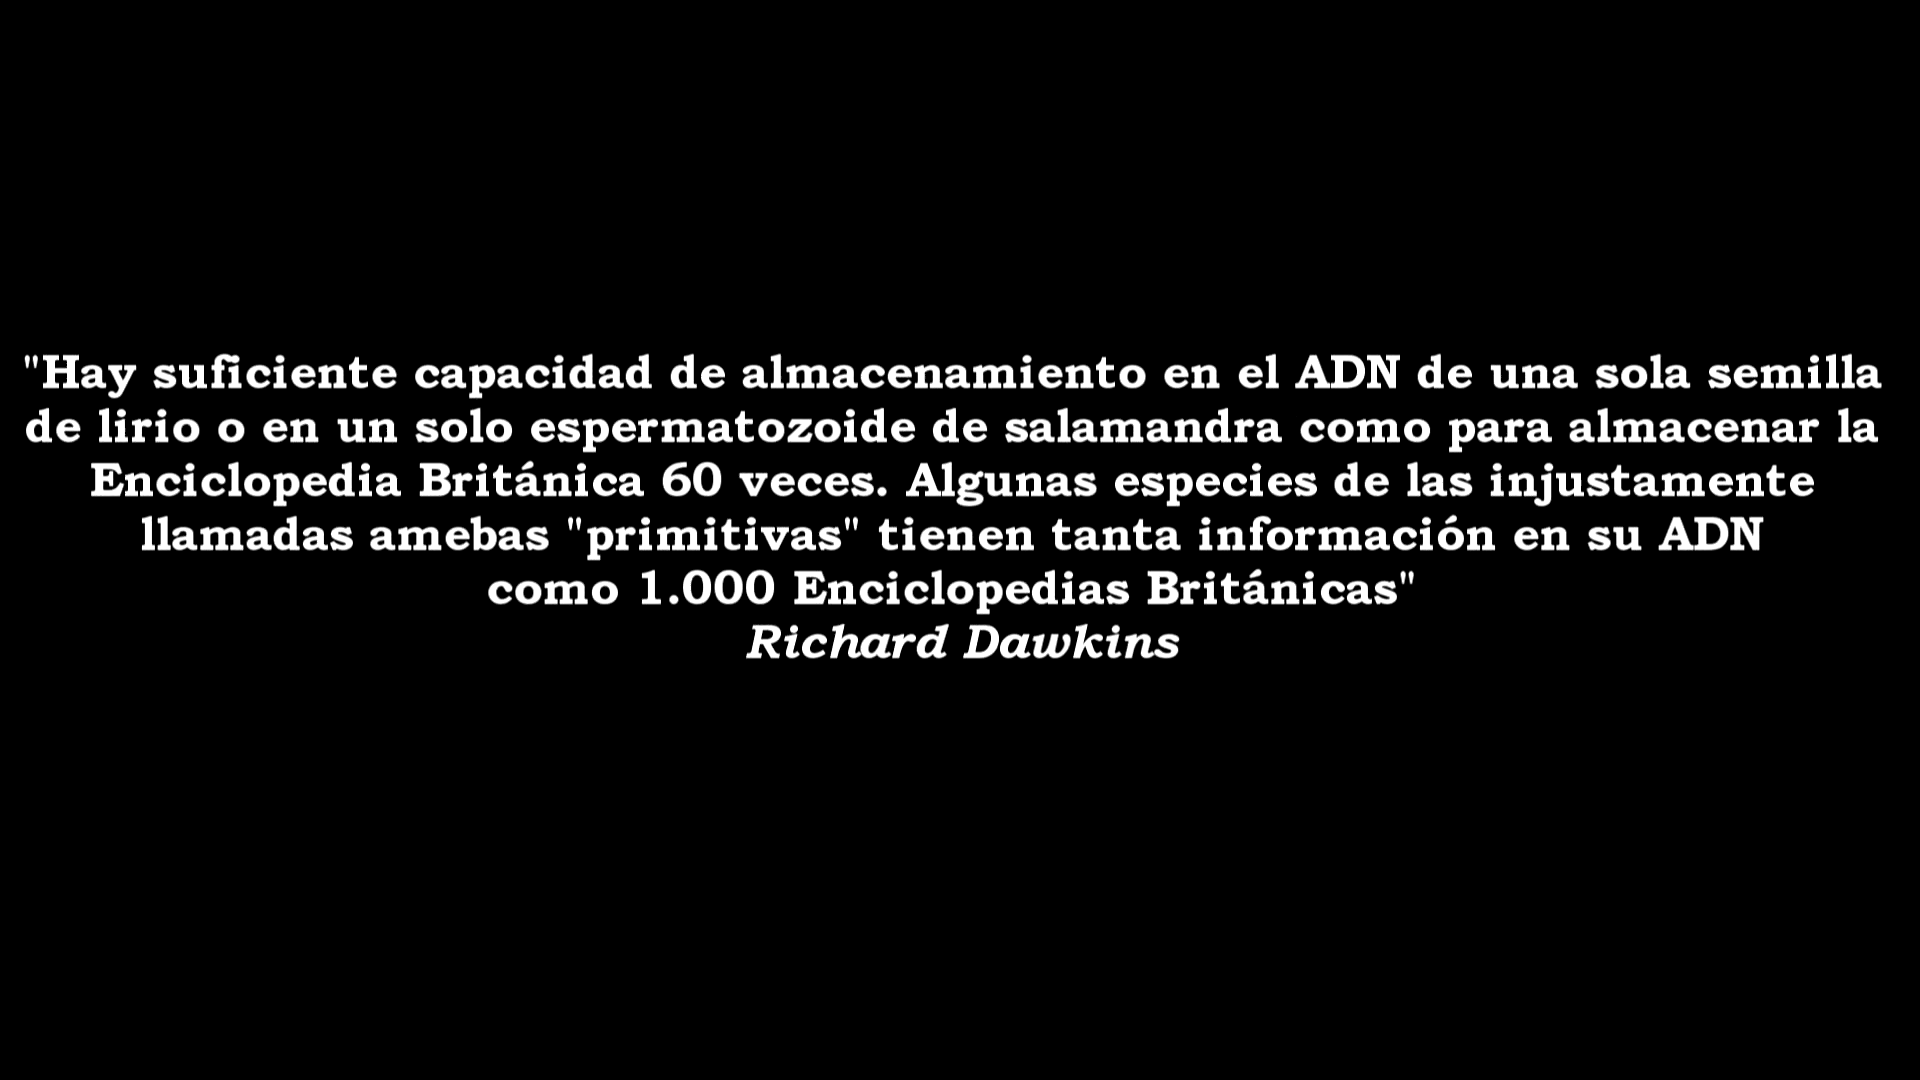 "Hay suficiente capacidad de almacenamiento en el ADN de una sola semilla
de lirio o en un solo espermatozoide de salamandra como para almacenar la
Enciclopedia Británica 60 veces. Algunas especies de las injustamente
llamadas amebas "primitivas" tienen tanta información en su ADN
como 1.000 Enciclopedias Británicas"
Richard Dawkins